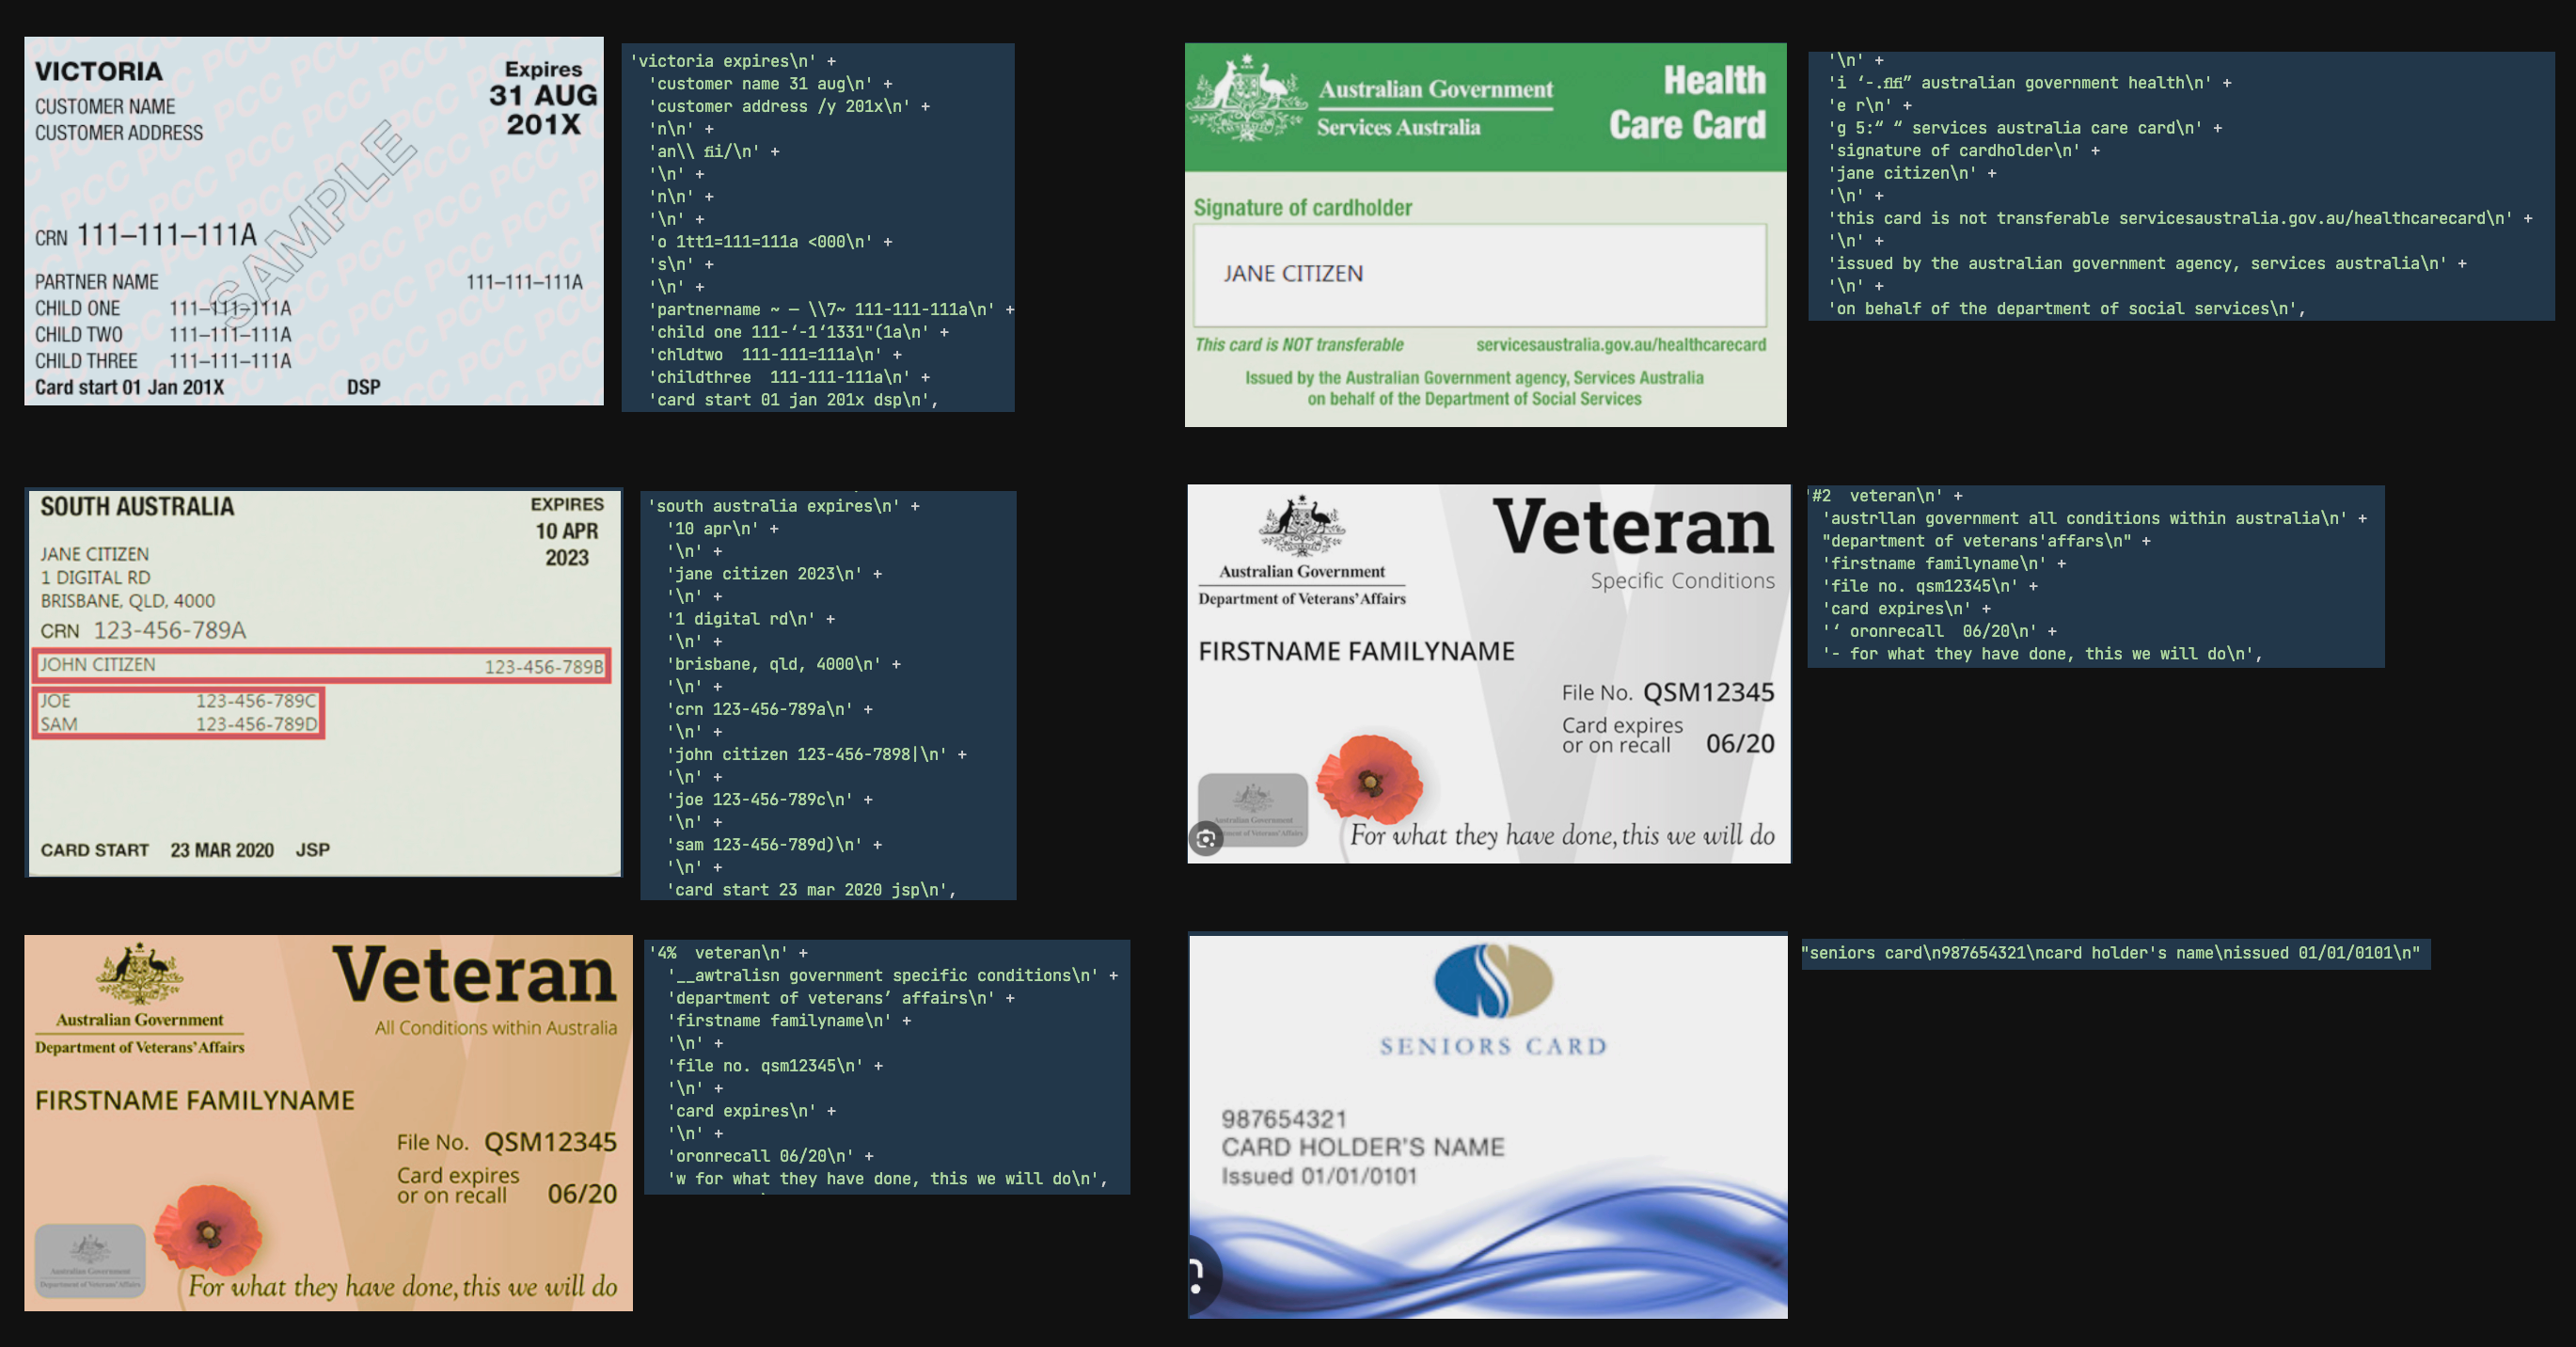 VICTORIA
Expires
31 AUG
201X
CUSTOMER NAME
CUSTOMER ADDRESS
SAMPLE
CRN 111–111–111A
PARTNER NAME 111–111–111A
CHILD ONE 111–111–111A
CHILD TWO 111–111–111A
CHILD THREE 111–111–111A
Card start 01 Jan 201X DSP
'victoria expires\n' +
'customer name 31 aug\n' +
'customer address /y 201x\n' +
'n\n' +
'an\\ ﬁi/\n' +
'\n' +
'n\n' +
'\n' +
'o 1tt1=111=111a <000\n' +
's\n' +
'\n' +
'partnername ~ — \\7~ 111-111-111a\n' +
'child one 111-‘-1‘1331"(1a\n' +
'chldtwo  111-111=111a\n' +
'childthree  111-111-111a\n' +
'card start 01 jan 201x dsp\n',
Australian Government
Services Australia
Health
Care Card
Signature of cardholder
JANE CITIZEN
This card is NOT transferable servicesaustralia.gov.au/healthcarecard
Issued by the Australian Government agency, Services Australia
on behalf of the Department of Social Services
'\n' +
'i ‘-.ﬁﬁ” australian government health\n' +
'e r\n' +
'g 5:“ “ services australia care card\n' +
'signature of cardholder\n' +
'jane citizen\n' +
'\n' +
'this card is not transferable servicesaustralia.gov.au/healthcarecard\n' +
'\n' +
'issued by the australian government agency, services australia\n' +
'\n' +
'on behalf of the department of social services\n',
SOUTH AUSTRALIA
EXPIRES
10 APR
2023
JANE CITIZEN
1 DIGITAL RD
BRISBANE, QLD, 4000
CRN 123-456-789A
JOHN CITIZEN 123-456-789B
JOE 123-456-789C
SAM 123-456-789D
CARD START 23 MAR 2020 JSP
'south australia expires\n' +
'10 apr\n' +
'\n' +
'jane citizen 2023\n' +
'\n' +
'1 digital rd\n' +
'\n' +
'brisbane, qld, 4000\n' +
'\n' +
'crn 123-456-789a\n' +
'\n' +
'john citizen 123-456-7898|\n' +
'\n' +
'joe 123-456-789c\n' +
'\n' +
'sam 123-456-789d)\n' +
'\n' +
'card start 23 mar 2020 jsp\n',
Australian Government
Department of Veterans' Affairs
Veteran
Specific Conditions
FIRSTNAME FAMILYNAME
File No. QSM12345
Card expires
or on recall 06/20
For what they have done, this we will do
'#2  veteran\n' +
'austrllan government all conditions within australia\n' +
"department of veterans'affars\n" +
'firstname familyname\n' +
'file no. qsm12345\n' +
'card expires\n' +
'‘ oronrecall  06/20\n' +
'- for what they have done, this we will do\n',
Australian Government
Department of Veterans' Affairs
Veteran
All Conditions within Australia
FIRSTNAME FAMILYNAME
File No. QSM12345
Card expires
or on recall 06/20
Australian Government
Department of Veterans' Affairs
For what they have done, this we will do
'4%  veteran\n' +
'__awtralisn government specific conditions\n' +
'department of veterans’ affairs\n' +
'firstname familyname\n' +
'\n' +
'file no. qsm12345\n' +
'\n' +
'card expires\n' +
'\n' +
'oronrecall 06/20\n' +
'w for what they have done, this we will do\n',
SENIORS CARD
987654321
CARD HOLDER'S NAME
Issued 01/01/0101
"seniors card\n987654321\ncard holder's name\nissued 01/01/0101\n"